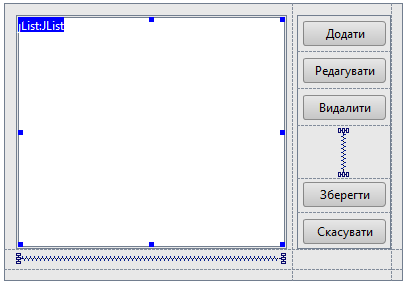 jList:JList
Додати
Редагувати
Видалити
Зберегти
Скасувати